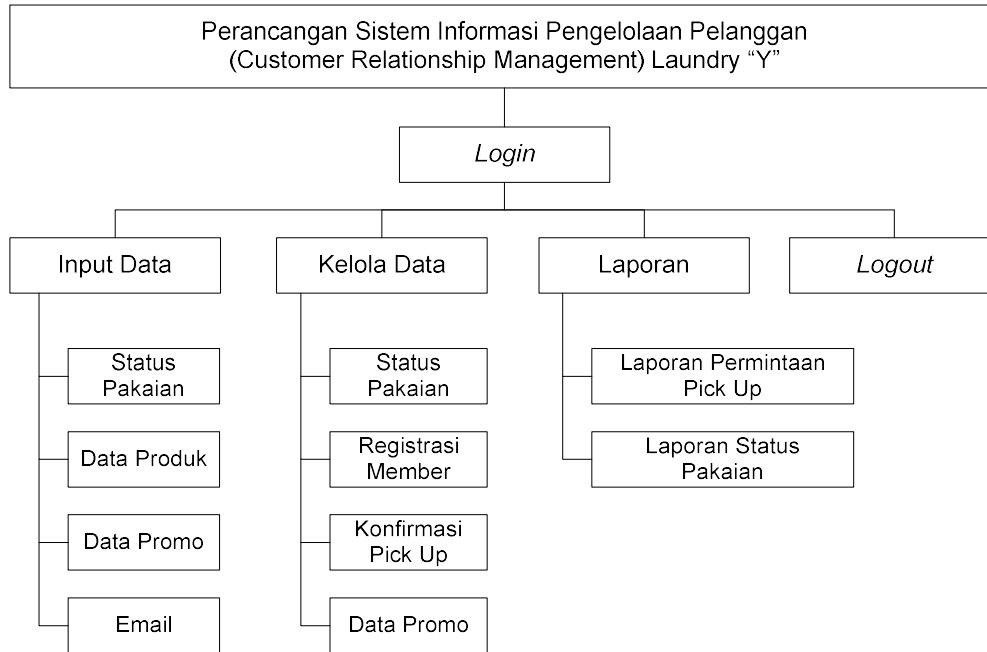 Perancangan Sistem Informasi Pengelolaan Pelanggan
(Customer Relationship Management) Laundry “Y”
Login
Input Data
Kelola Data
Laporan
Logout
Status
Pakaian
Data Produk
Data Promo
Email
Status
Pakaian
Registrasi
Member
Konfirmasi
Pick Up
Data Promo
Laporan Permintaan
Pick Up
Laporan Status
Pakaian